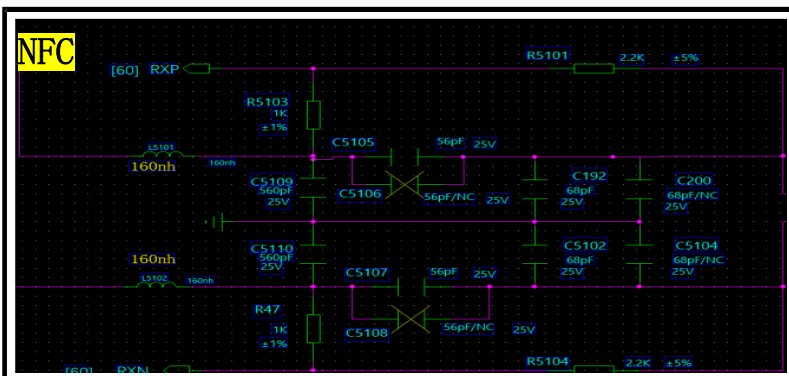 NFC
[60] RXP
R5101 2.2K ±5%
R5103
1K
±1%
C5105 56pF 25V
L5101
160nh 160nh
C5109
560pF
25V
C5106 56pF/NC 25V
C192
68pF
25V
C200
68pF/NC
25V
C5110
560pF
25V
C5102
68pF
25V
C5104
68pF/NC
25V
160nh
L5102 160nh
C5107 56pF 25V
R47
1K
±1%
C5108 56pF/NC 25V
[60] RXN
R5104 2.2K ±5%